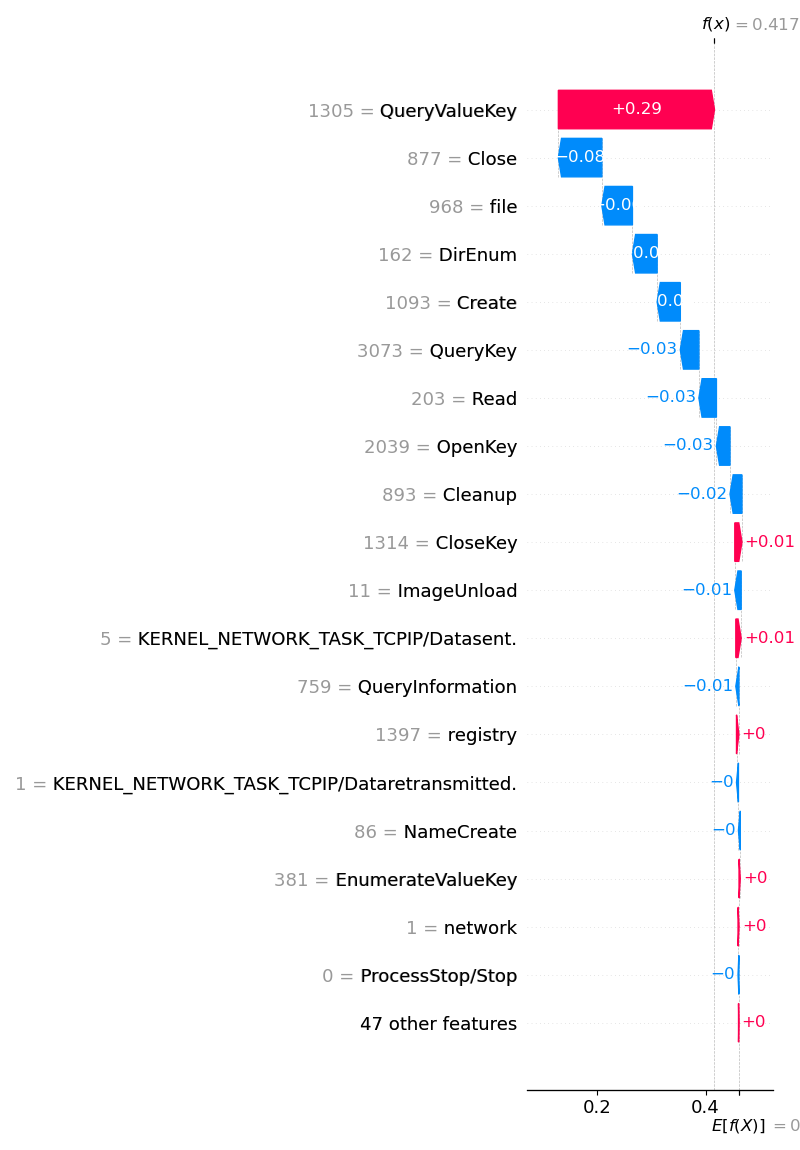 f(x) = 0.417
1305 = QueryValueKey +0.29
877 = Close −0.08
968 = file
162 = DirEnum
1093 = Create
3073 = QueryKey −0.03
203 = Read −0.03
2039 = OpenKey −0.03
893 = Cleanup −0.02
1314 = CloseKey +0.01
11 = ImageUnload −0.01
5 = KERNEL_NETWORK_TASK_TCPIP/Datasent. +0.01
759 = QueryInformation −0.01
1397 = registry +0
1 = KERNEL_NETWORK_TASK_TCPIP/Dataretransmitted. −0
86 = NameCreate −0
381 = EnumerateValueKey +0
1 = network +0
0 = ProcessStop/Stop −0
47 other features +0
0.2 0.4
E[f(X)] = 0